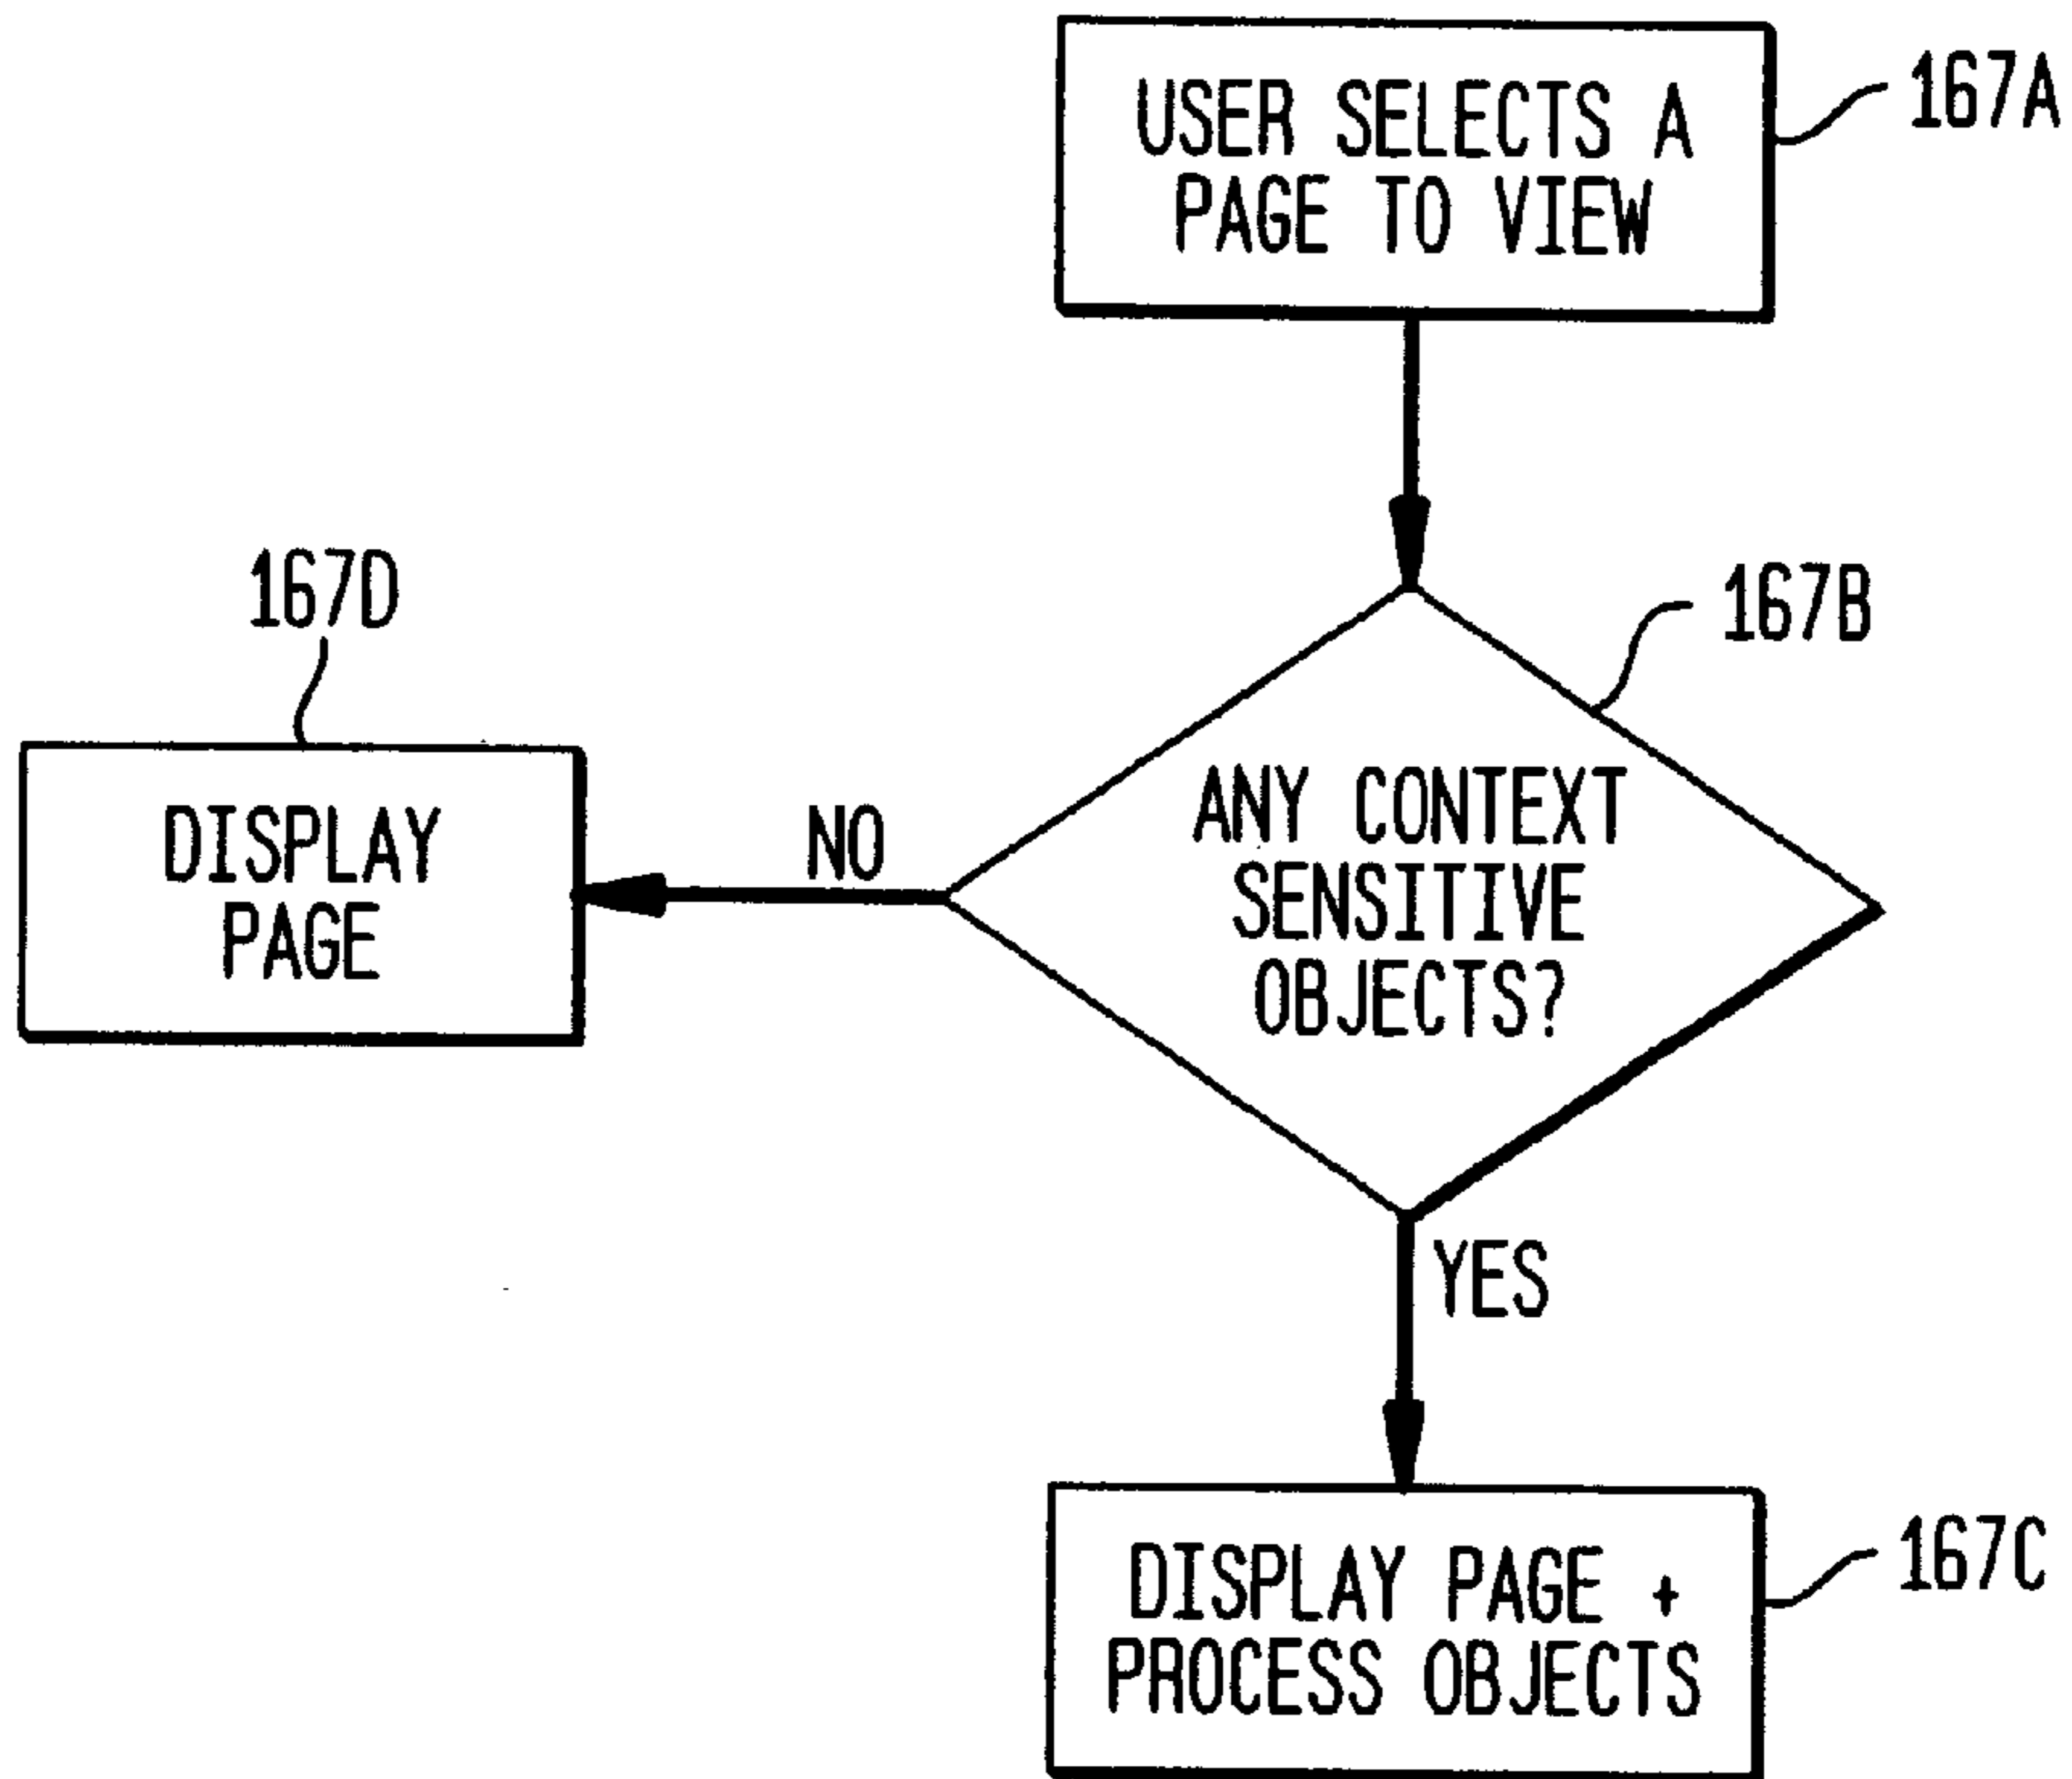 USER SELECTS A
PAGE TO VIEW
167A
167B
ANY CONTEXT
SENSITIVE
OBJECTS?
NO
167D
DISPLAY
PAGE
YES
DISPLAY PAGE +
PROCESS OBJECTS
167C